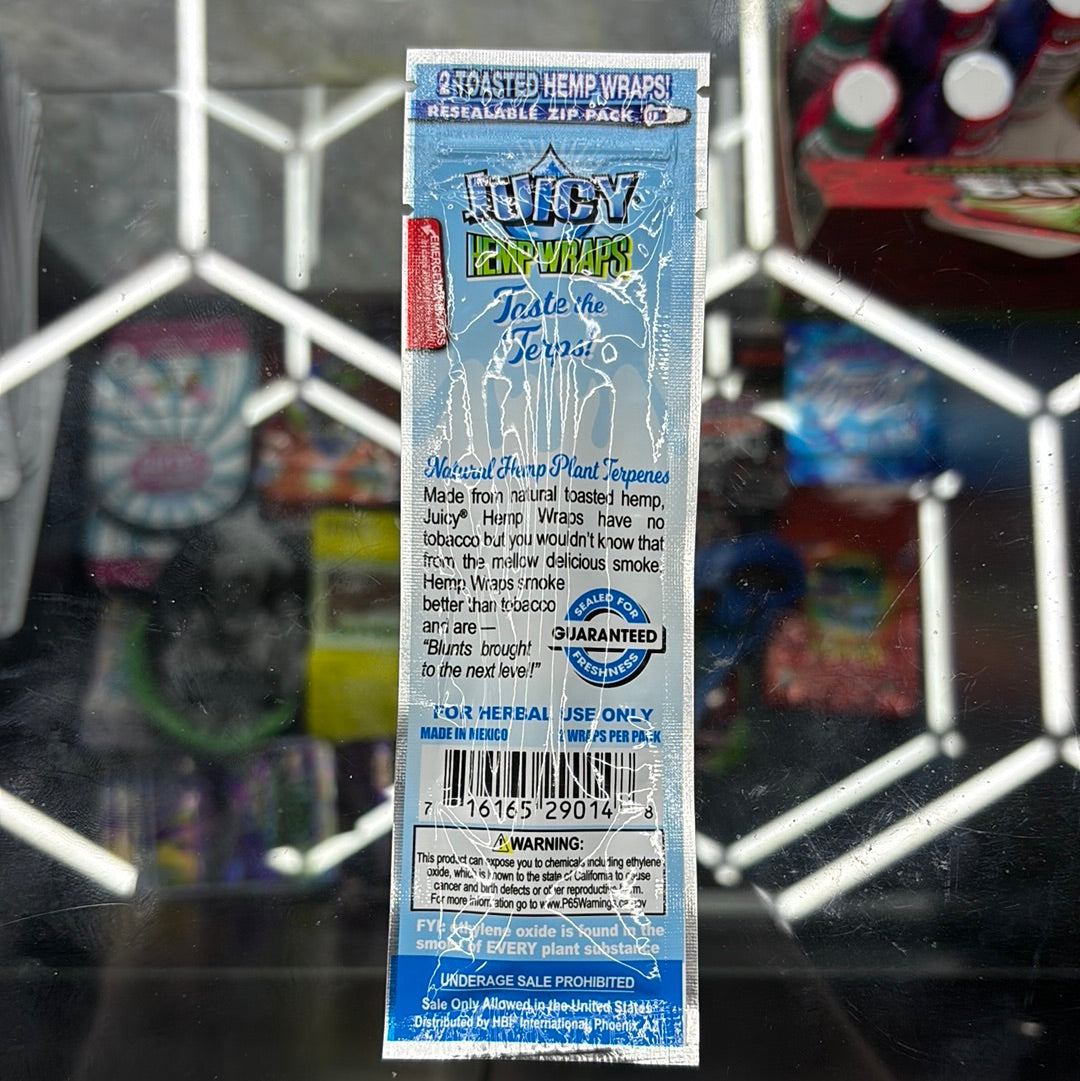 2 TOASTED HEMP WRAPS!
RESEALABLE ZIP PACK
JUICY
HEMP WRAPS
Taste the
Terps!
Natural Hemp Plant Terpenes
Made from natural toasted hemp,
Juicy® Hemp Wraps have no
tobacco but you wouldn't know that
from the mellow delicious smoke.
Hemp Wraps smoke
better than tobacco
and are —
"Blunts brought
to the next level!"
SEALED FOR
GUARANTEED
FRESHNESS
FOR HERBAL USE ONLY
MADE IN MEXICO 2 WRAPS PER PACK
7 16165 29014 8
WARNING:
This product can expose you to chemicals including ethylene
oxide, which is known to the state of California to cause
cancer and birth defects or other reproductive harm.
For more information go to www.P65Warnings.ca.gov
FYI: ethylene oxide is found in the
smoke of EVERY plant substance
UNDERAGE SALE PROHIBITED
Sale Only Allowed in the United States
Distributed by HBI® International, Phoenix AZ